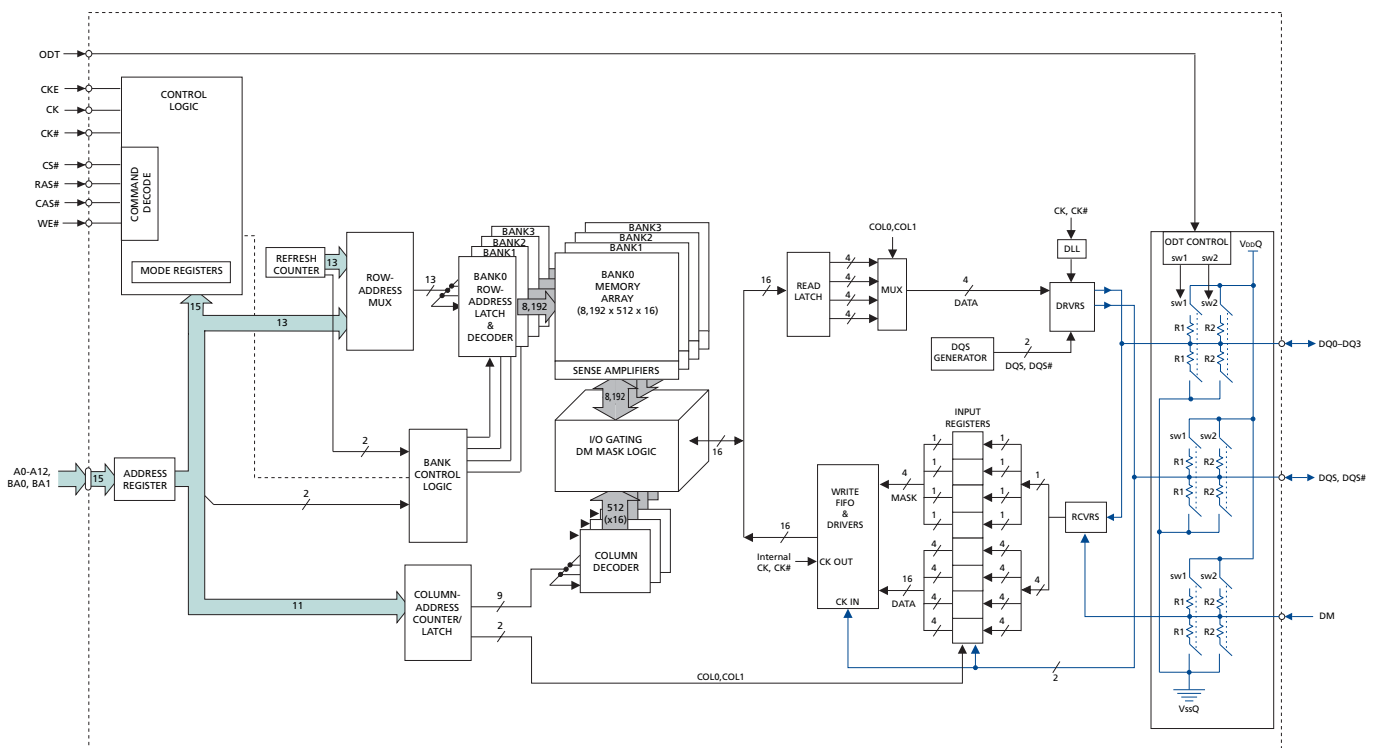 ODT
CKE
CK
CK#
CS#
RAS#
CAS#
WE#
CONTROL
LOGIC
COMMAND
DECODE
MODE REGISTERS
15
REFRESH
COUNTER
13
13
ROW-
ADDRESS
MUX
13
BANK3
BANK2
BANK1
BANK0
ROW-
ADDRESS
LATCH
&
DECODER
8,192
BANK3
BANK2
BANK1
BANK0
MEMORY
ARRAY
(8,192 x 512 x 16)
SENSE AMPLIFIERS
8,192
I/O GATING
DM MASK LOGIC
16
512
(x16)
COLUMN
DECODER
A0-A12,
BA0, BA1
15
ADDRESS
REGISTER
2
2
BANK
CONTROL
LOGIC
11
COLUMN-
ADDRESS
COUNTER/
LATCH
9
2
COL0,COL1
16
READ
LATCH
4
4
4
4
COL0,COL1
MUX
4
DATA
CK, CK#
DLL
DRVRS
DQS
GENERATOR
2
DQS, DQS#
16
Internal
CK, CK#
WRITE
FIFO
&
DRIVERS
CK OUT
CK IN
4
MASK
16
DATA
INPUT
REGISTERS
1
1
1
1
4
4
4
4
1
1
1
1
4
4
4
4
1
4
RCVRS
2
ODT CONTROL
sw1
sw2
VDDQ
sw1
sw2
R1
R2
R1
R2
sw1
sw2
R1
R2
R1
R2
sw1
sw2
R1
R2
R1
R2
VssQ
DQ0–DQ3
DQS, DQS#
DM